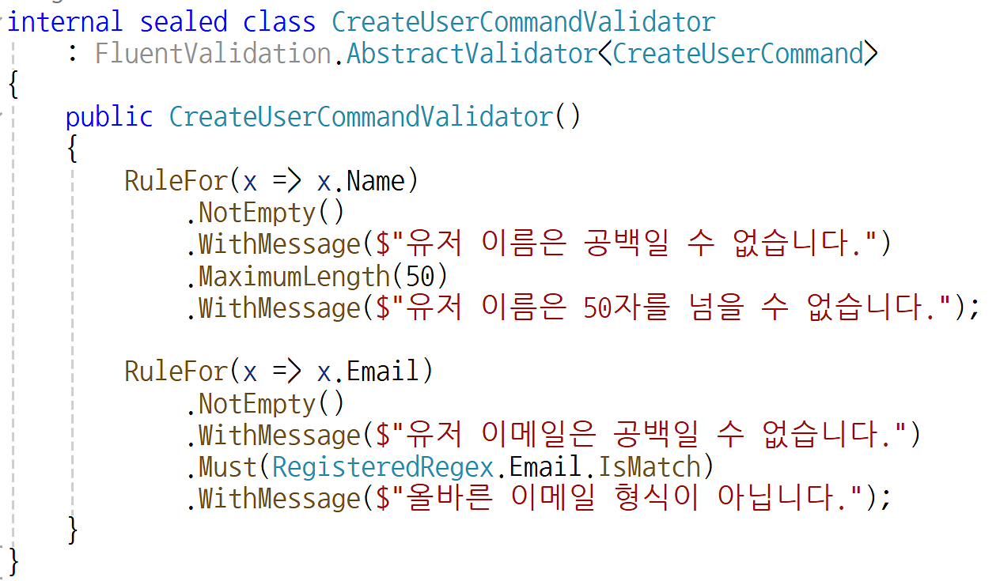 internal sealed class CreateUserCommandValidator
    : FluentValidation.AbstractValidator<CreateUserCommand>
{
    public CreateUserCommandValidator()
    {
        RuleFor(x => x.Name)
            .NotEmpty()
            .WithMessage($"유저 이름은 공백일 수 없습니다.")
            .MaximumLength(50)
            .WithMessage($"유저 이름은 50자를 넘을 수 없습니다.");

        RuleFor(x => x.Email)
            .NotEmpty()
            .WithMessage($"유저 이메일은 공백일 수 없습니다.")
            .Must(RegisteredRegex.Email.IsMatch)
            .WithMessage($"올바른 이메일 형식이 아닙니다.");
    }
}